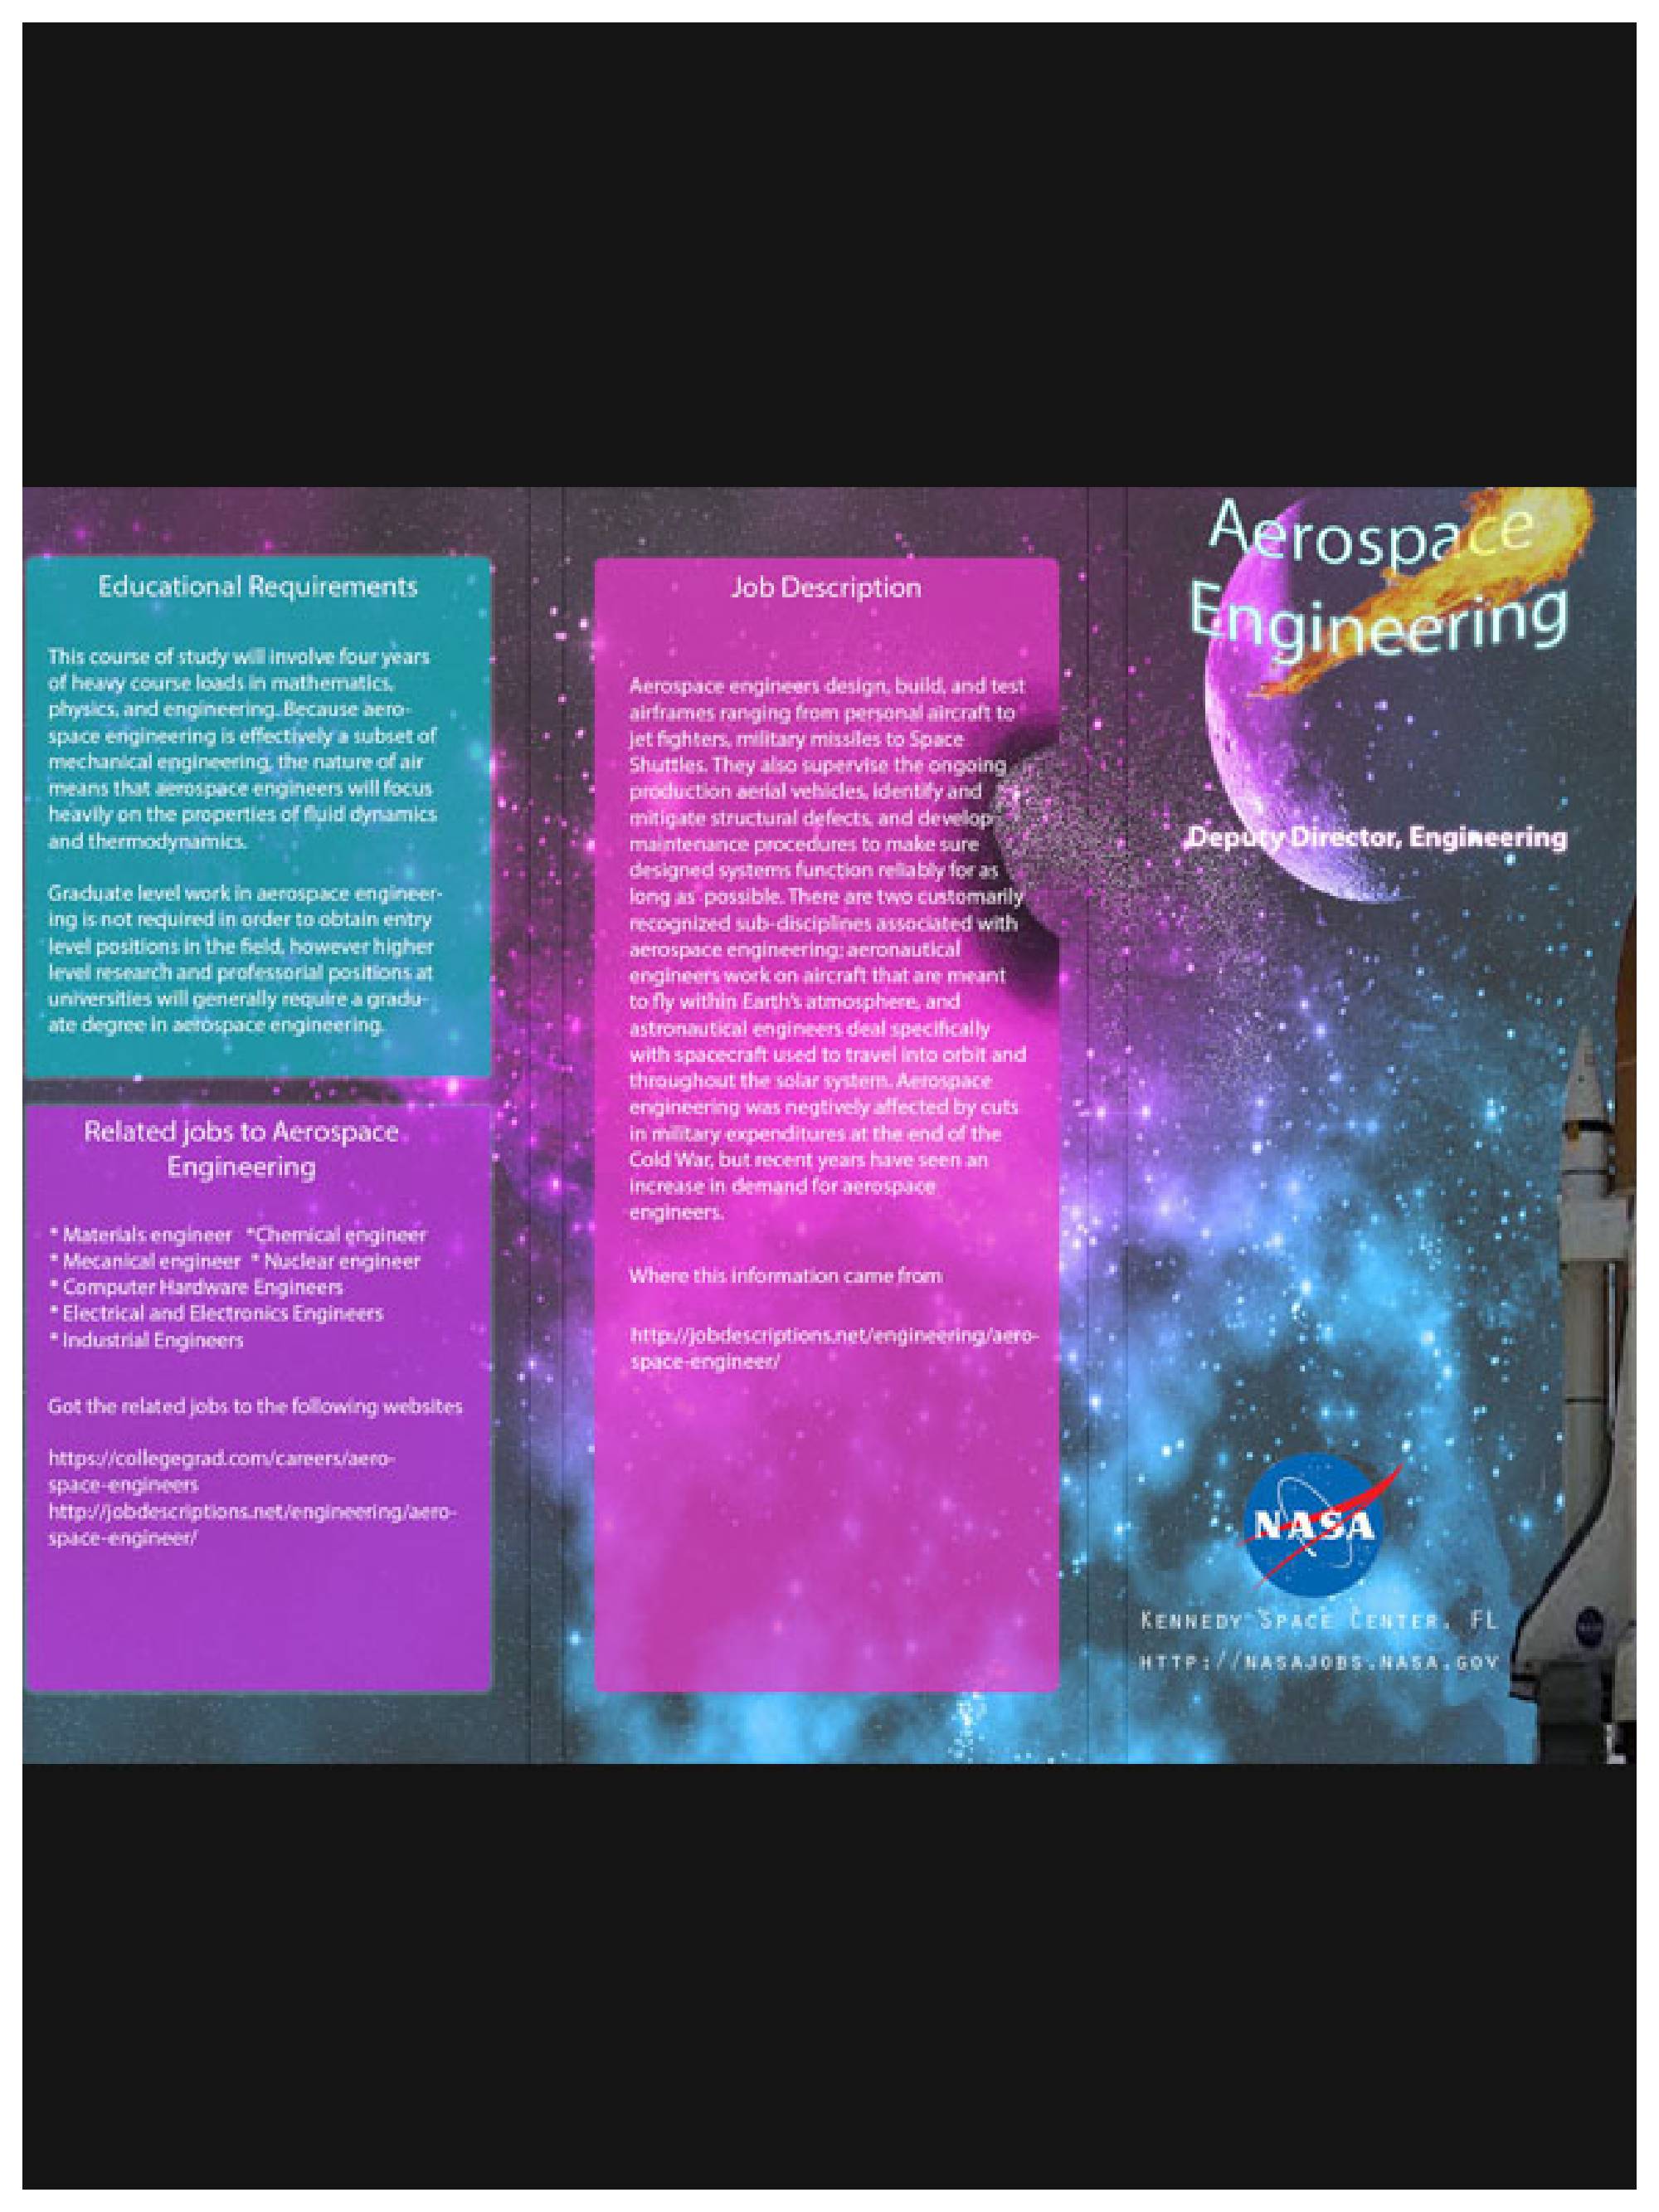 Educational Requirements
This course of study will involve four years
of heavy course loads in mathematics,
physics, and engineering. Because aero-
space engineering is effectively a subset of
mechanical engineering, the nature of air
means that aerospace engineers will focus
heavily on the properties of fluid dynamics
and thermodynamics.
Graduate level work in aerospace engineer-
ing is not required in order to obtain entry
level positions in the field, however higher
level research and professorial positions at
universities will generally require a gradu-
ate degree in aerospace engineering.
Related jobs to Aerospace
Engineering
* Materials engineer *Chemical engineer
* Mecanical engineer * Nuclear engineer
* Computer Hardware Engineers
* Electrical and Electronics Engineers
* Industrial Engineers
Got the related jobs to the following websites
https://collegegrad.com/careers/aero-
space-engineers
http://jobdescriptions.net/engineering/aero-
space-engineer/
Job Description
Aerospace engineers design, build, and test
airframes ranging from personal aircraft to
jet fighters, military missiles to Space
Shuttles. They also supervise the ongoing
production aerial vehicles, identify and
mitigate structural defects, and develop
maintenance procedures to make sure
designed systems function reliably for as
long as possible. There are two customarily
recognized sub-disciplines associated with
aerospace engineering: aeronautical
engineers work on aircraft that are meant
to fly within Earth's atmosphere, and
astronautical engineers deal specifically
with spacecraft used to travel into orbit and
throughout the solar system. Aerospace
engineering was negtively affected by cuts
in military expenditures at the end of the
Cold War, but recent years have seen an
increase in demand for aerospace
engineers.
Where this information came from
http://jobdescriptions.net/engineering/aero-
space-engineer/
Aerospace
Engineering
Deputy Director, Engineering
NASA
Kennedy Space Center, FL
http://nasajobs.nasa.gov